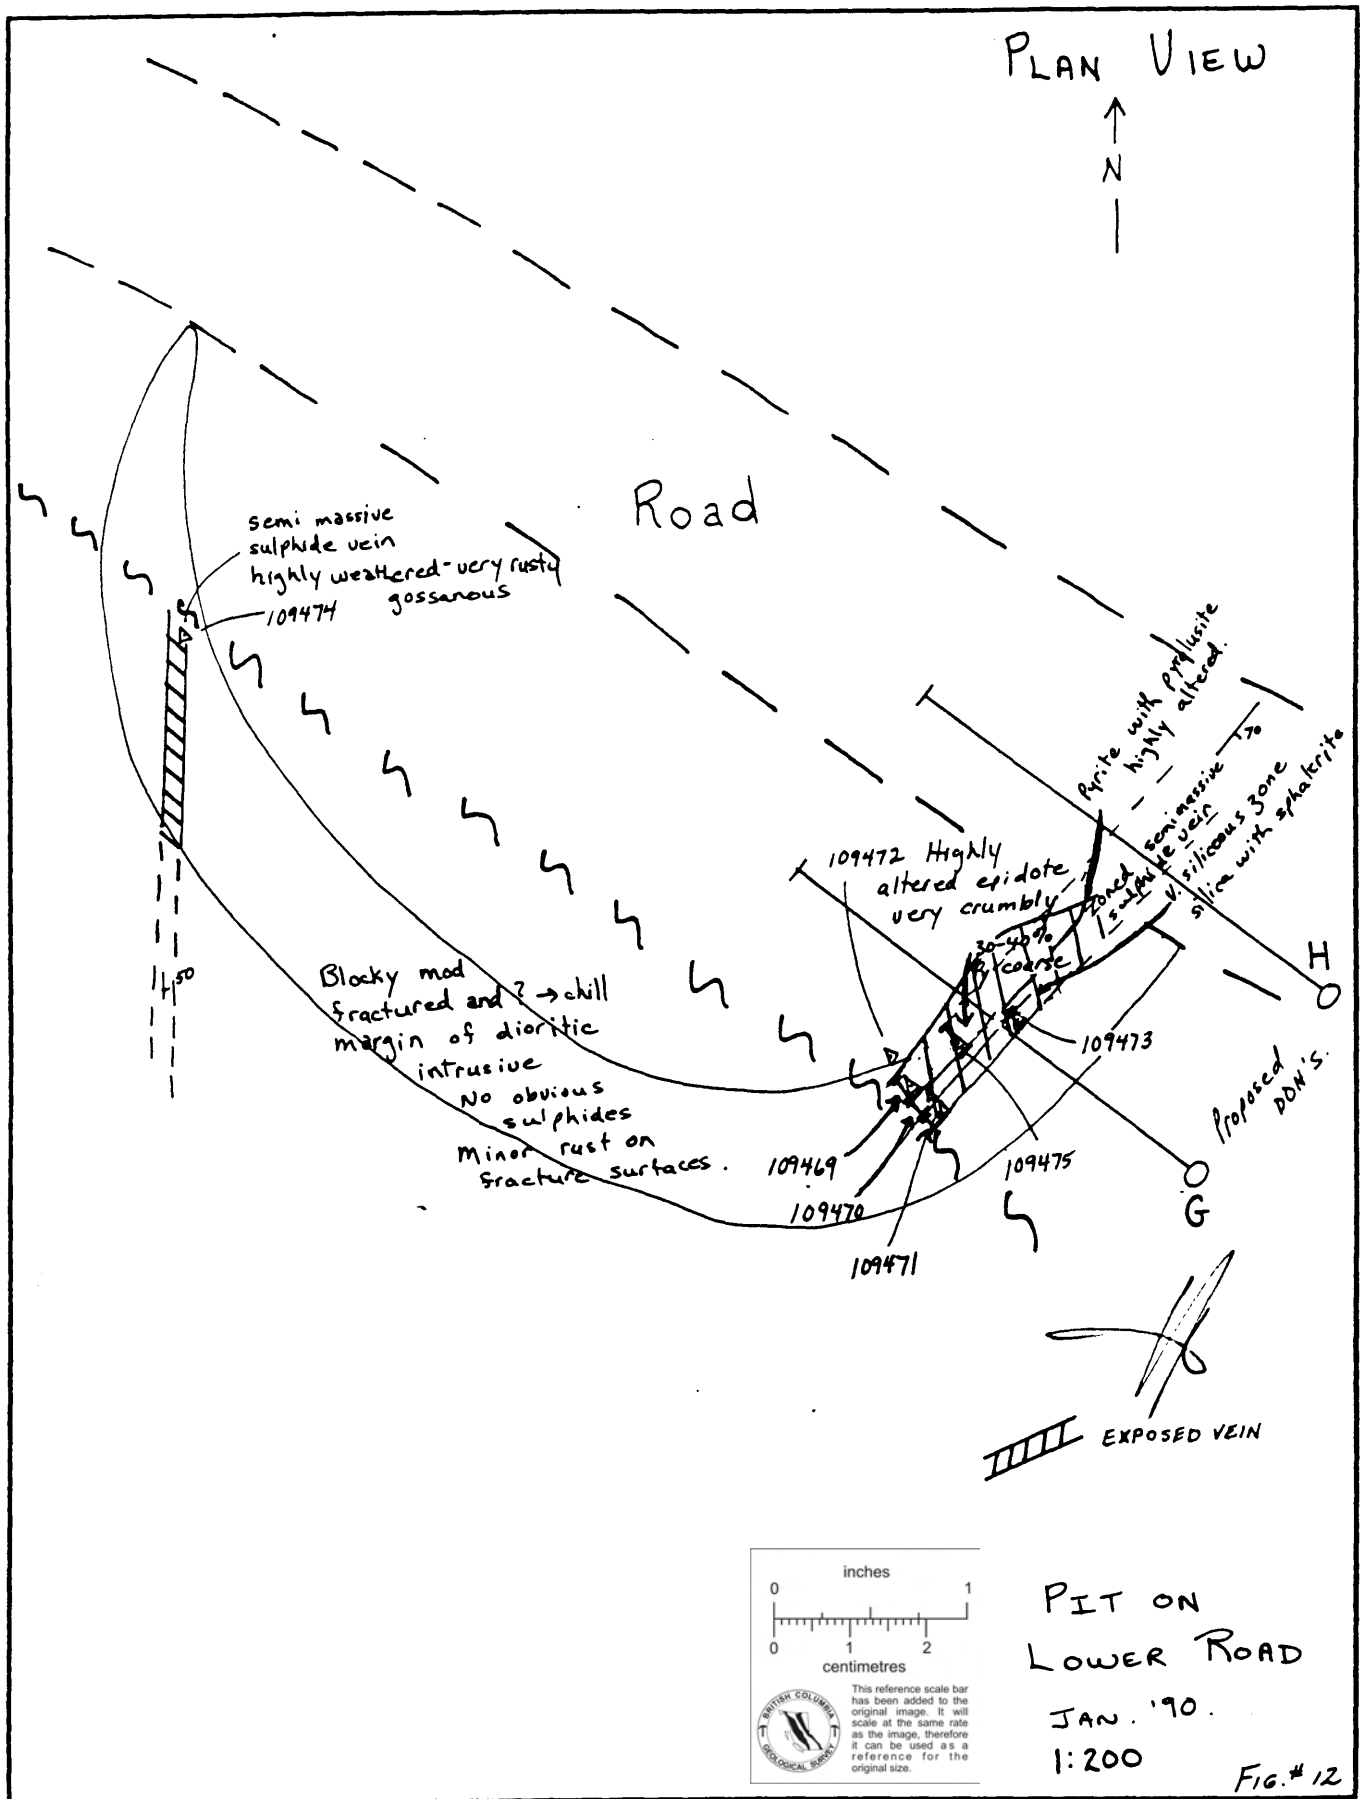 PLAN VIEW
N
Road
semi massive
sulphide vein
highly weathered - very rusty
gossanous
109474
Pyrite with pyrolusite
highly altered.
70
zoned semimassive
sulphide vein
v. siliceous zone
silica with sphalerite
109472 Highly
altered epidote
very crumbly
30-40%
coarse
H
50
Blocky mod
fractured and ? → chill
margin of dioritic
intrusive
No obvious
sulphides
Minor rust on
fracture surfaces.
109473
Proposed
DDH'S.
109469
109475
109470
G
109471
EXPOSED VEIN
inches
0 1
0 1 2
centimetres
This reference scale bar
has been added to the
original image. It will
scale at the same rate
as the image, therefore
it can be used as a
reference for the
original size.
BRITISH COLUMBIA
GEOLOGICAL SURVEY
PIT ON
LOWER ROAD
JAN. '90.
1:200
FIG. # 12